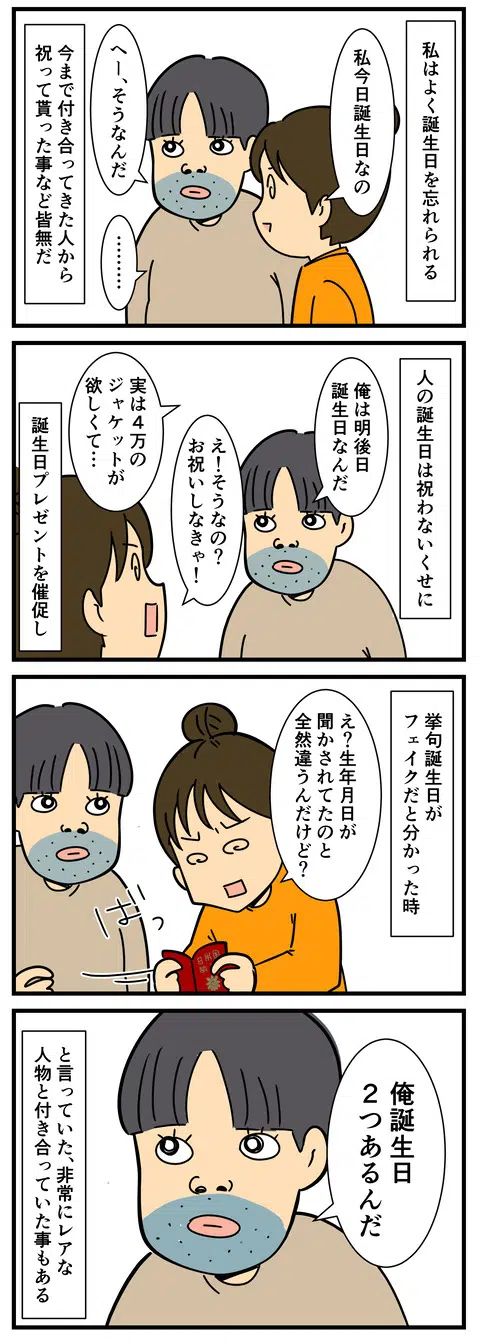 私はよく誕生日を忘れられる
私今日誕生日なの
へー、そうなんだ
………
今まで付き合ってきた人から
祝って貰った事など皆無だ
人の誕生日は祝わないくせに
俺は明後日
誕生日なんだ
え！そうなの？
お祝いしなきゃ！
実は４万の
ジャケットが
欲しくて…
誕生日プレゼントを催促し
挙句誕生日が
フェイクだと分かった時
え？生年月日が
聞かされてたのと
全然違うんだけど？
ばっ
日本国
旅券
俺誕生日
２つあるんだ
と言っていた、非常にレアな
人物と付き合っていた事もある